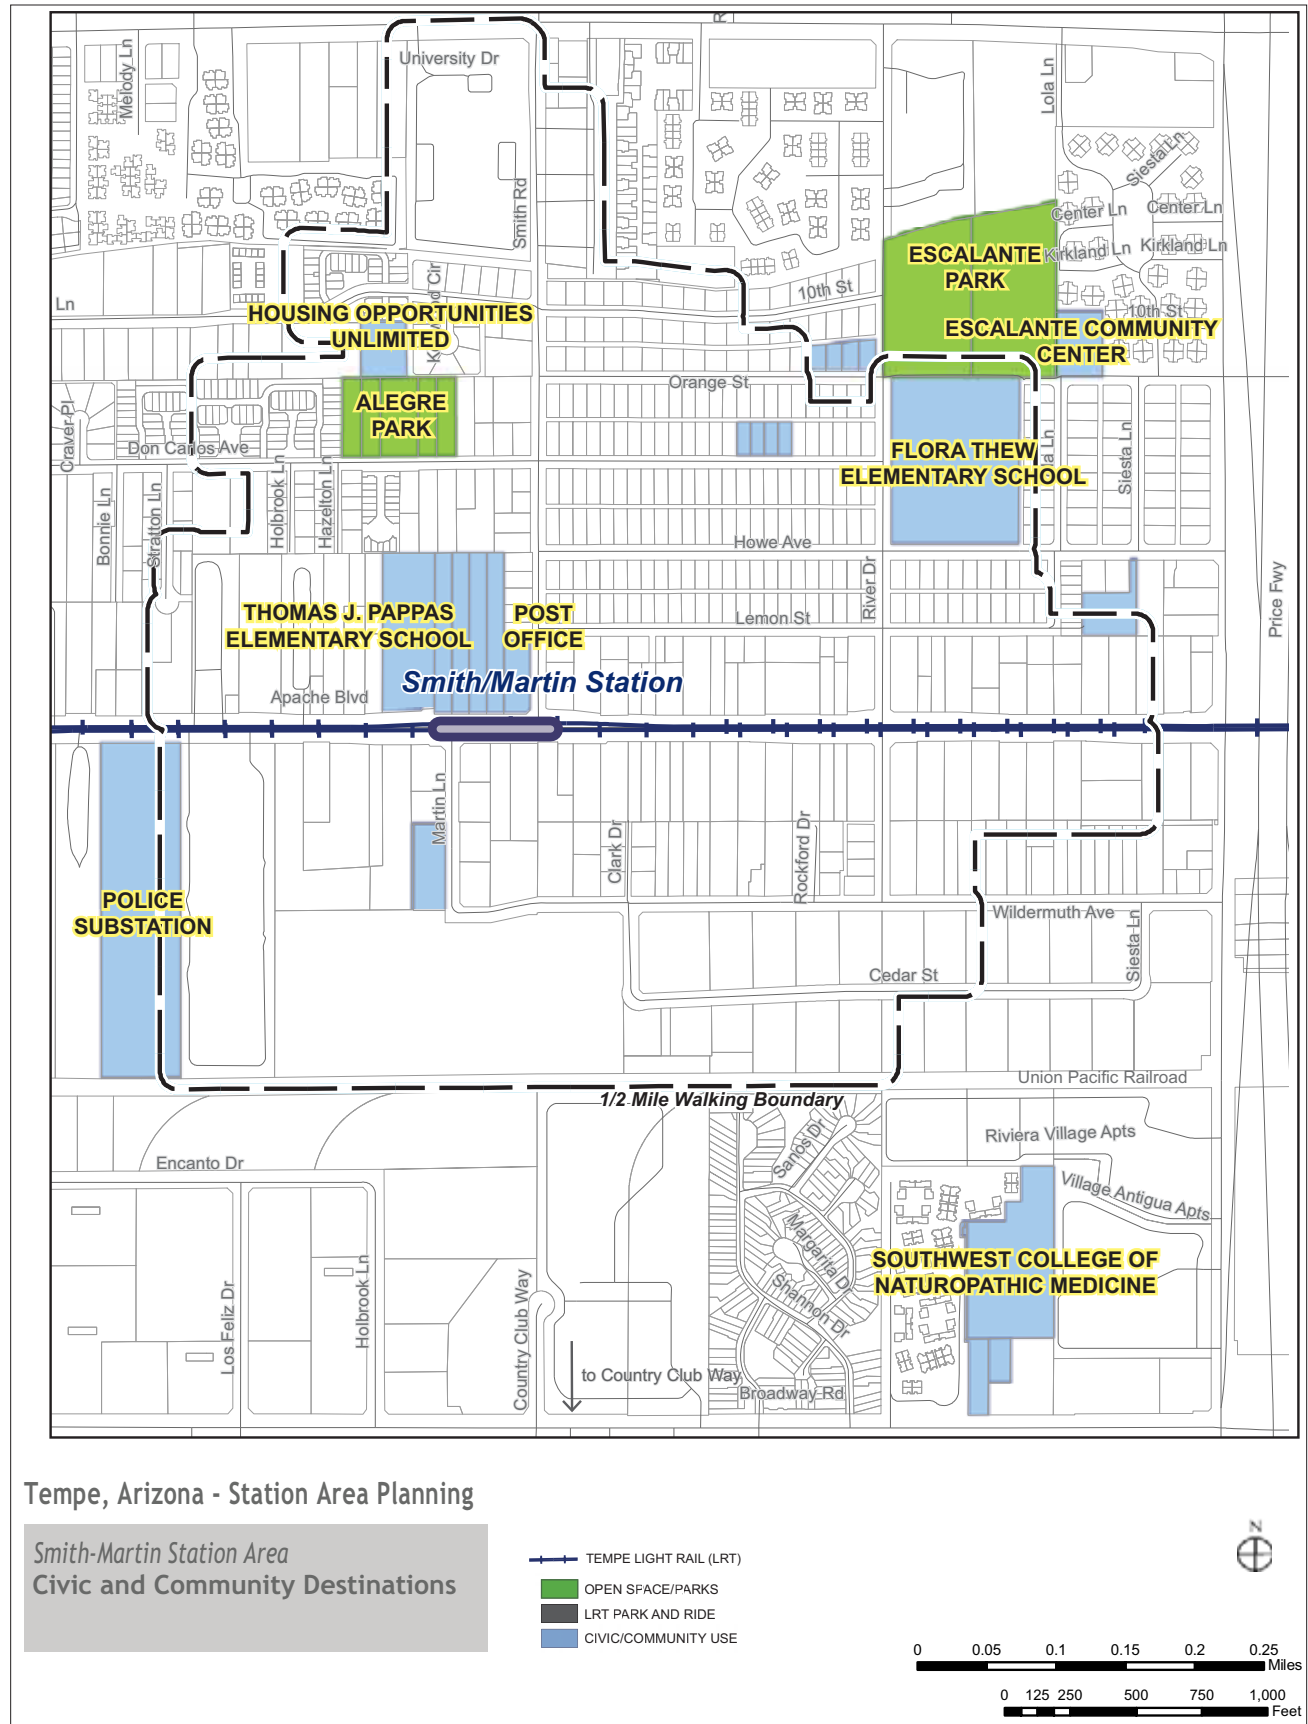 R
University Dr
Melody Ln
Lola Ln
Siesta Ln
Smith Rd
Center Ln
Center Ln
Kirkland Ln
Kirkland Ln
ESCALANTE
PARK
Ln
10th St
10th St
HOUSING OPPORTUNITIES
UNLIMITED
ESCALANTE COMMUNITY
CENTER
Orange St
ALEGRE
PARK
Craver Pl
Don Carlos Ave
FLORA THEW
ELEMENTARY SCHOOL
Siesta Ln
Bonnie Ln
Stratton Ln
Holbrook Ln
Hazelton Ln
Howe Ave
River Dr
Price Fwy
THOMAS J. PAPPAS
ELEMENTARY SCHOOL
POST
OFFICE
Lemon St
Smith/Martin Station
Apache Blvd
Martin Ln
Clark Dr
Rockford Dr
POLICE
SUBSTATION
Wildermuth Ave
Siesta Ln
Cedar St
Union Pacific Railroad
1/2 Mile Walking Boundary
Sanos Dr
Riviera Village Apts
Encanto Dr
Village Antigua Apts
Margarita Dr
Shannon Dr
SOUTHWEST COLLEGE OF
NATUROPATHIC MEDICINE
Los Feliz Dr
Holbrook Ln
Country Club Way
to Country Club Way
Broadway Rd
Tempe, Arizona - Station Area Planning
Smith-Martin Station Area
Civic and Community Destinations
TEMPE LIGHT RAIL (LRT)
OPEN SPACE/PARKS
LRT PARK AND RIDE
CIVIC/COMMUNITY USE
N
0 0.05 0.1 0.15 0.2 0.25
Miles
0 125 250 500 750 1,000
Feet